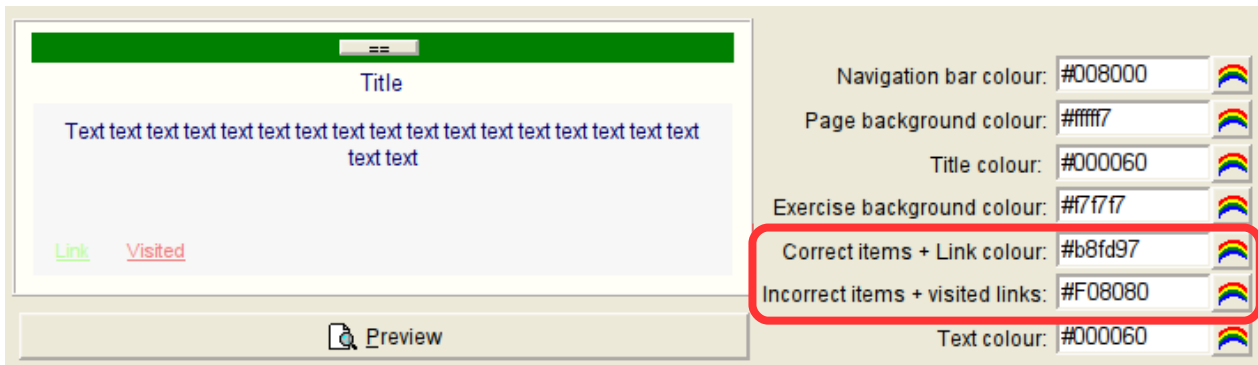 ==
Title
Text text text text text text text text text text text text text text text text text
text text
Link Visited
Preview
Navigation bar colour: #008000
Page background colour: #fffff7
Title colour: #000060
Exercise background colour: #f7f7f7
Correct items + Link colour: #b8fd97
Incorrect items + visited links: #F08080
Text colour: #000060